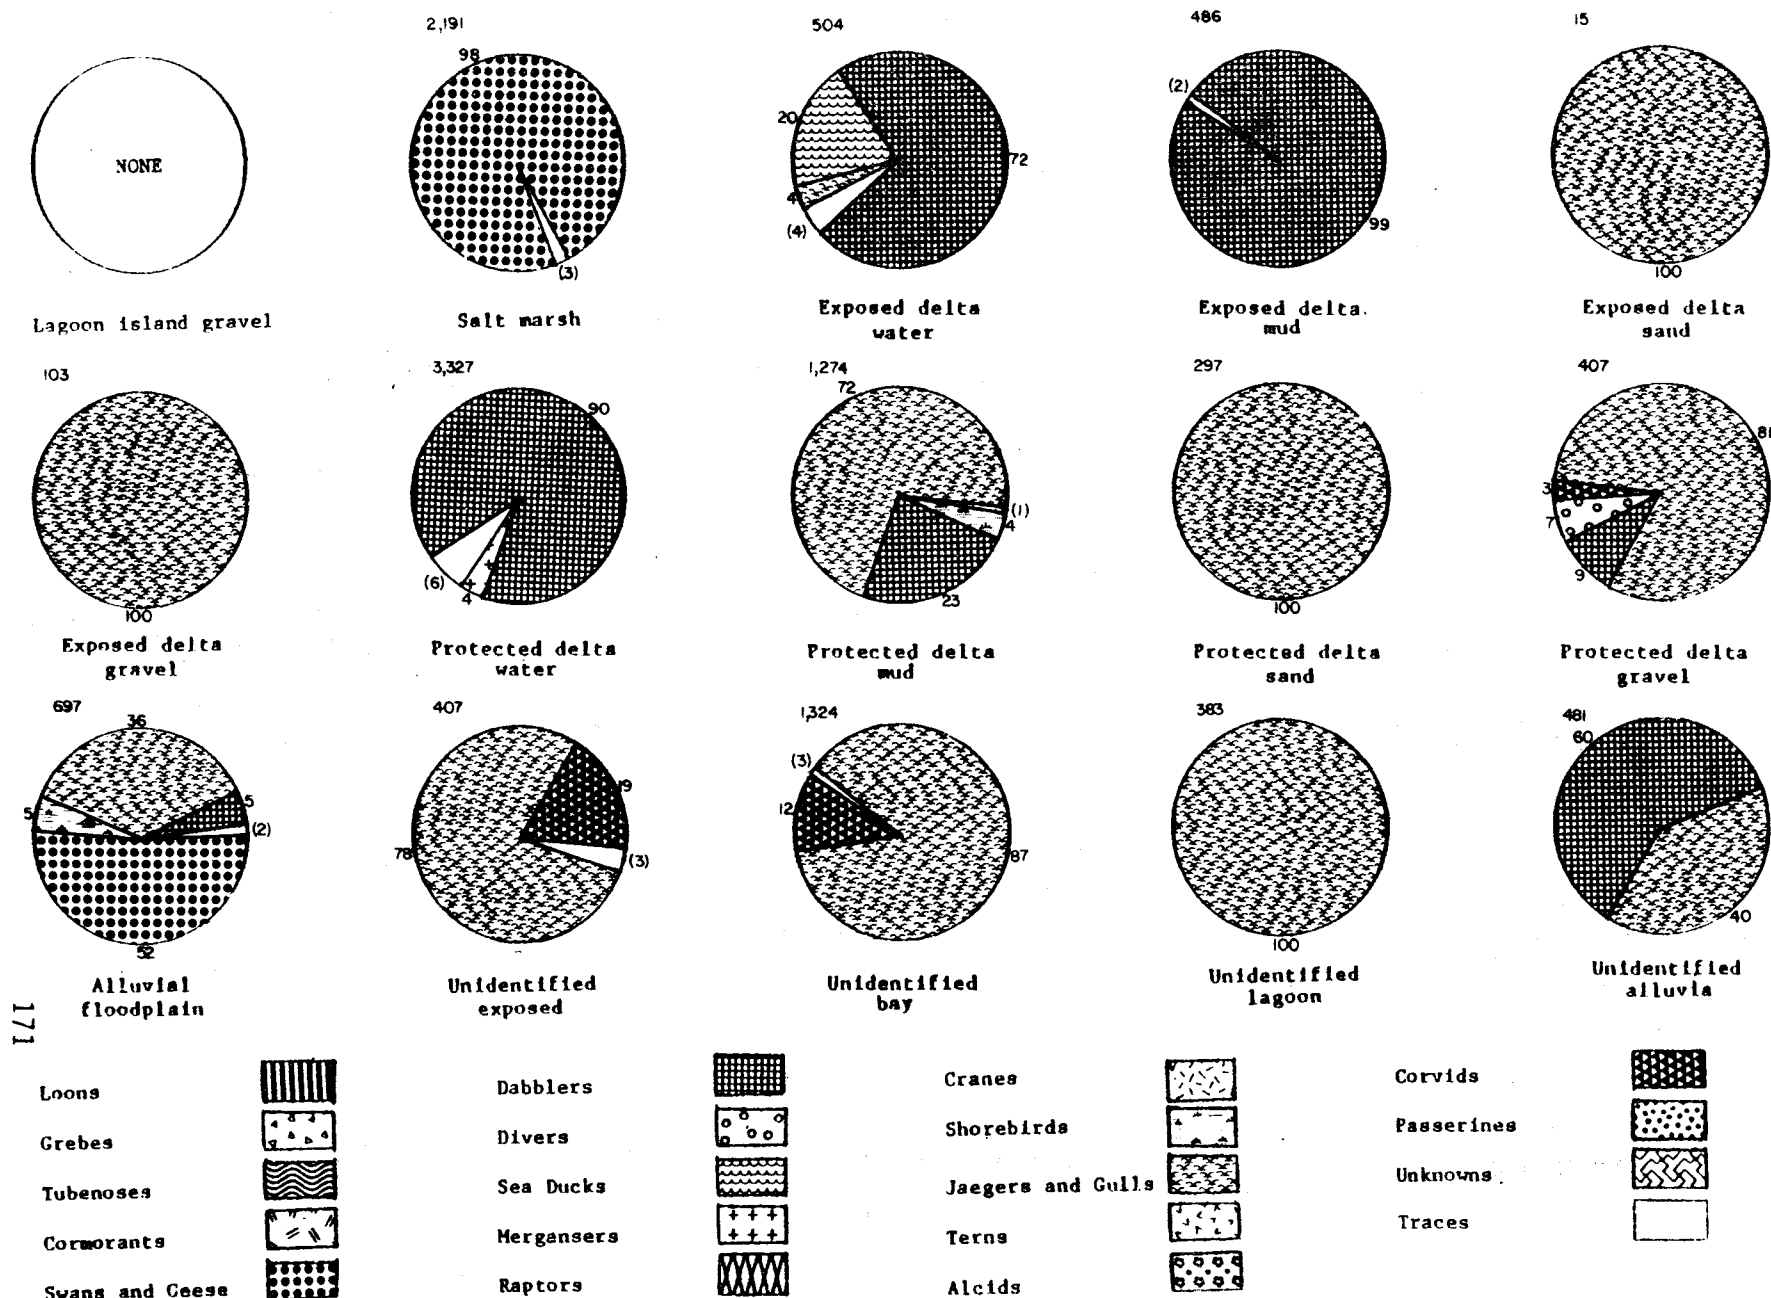 NONE
Lagoon island gravel
2,191
98
(3)
Salt marsh
504
20
72
4
(4)
Exposed delta
water
486
(2)
99
Exposed delta
mud
15
100
Exposed delta
sand
103
100
Exposed delta
gravel
3,327
90
(6)
4
Protected delta
water
1,274
72
(1)
4
23
Protected delta
mud
297
100
Protected delta
sand
407
81
3
7
9
Protected delta
gravel
697
36
5
5
(2)
52
Alluvial
floodplain
407
19
78
(3)
Unidentified
exposed
1,324
(3)
12
87
Unidentified
bay
383
100
Unidentified
lagoon
481
60
40
Unidentified
alluvia
171
Loons
Grebes
Tubenoses
Cormorants
Swans and Geese
Dabblers
Divers
Sea Ducks
Mergansers
Raptors
Cranes
Shorebirds
Jaegers and Gulls
Terns
Alcids
Corvids
Passerines
Unknowns
Traces